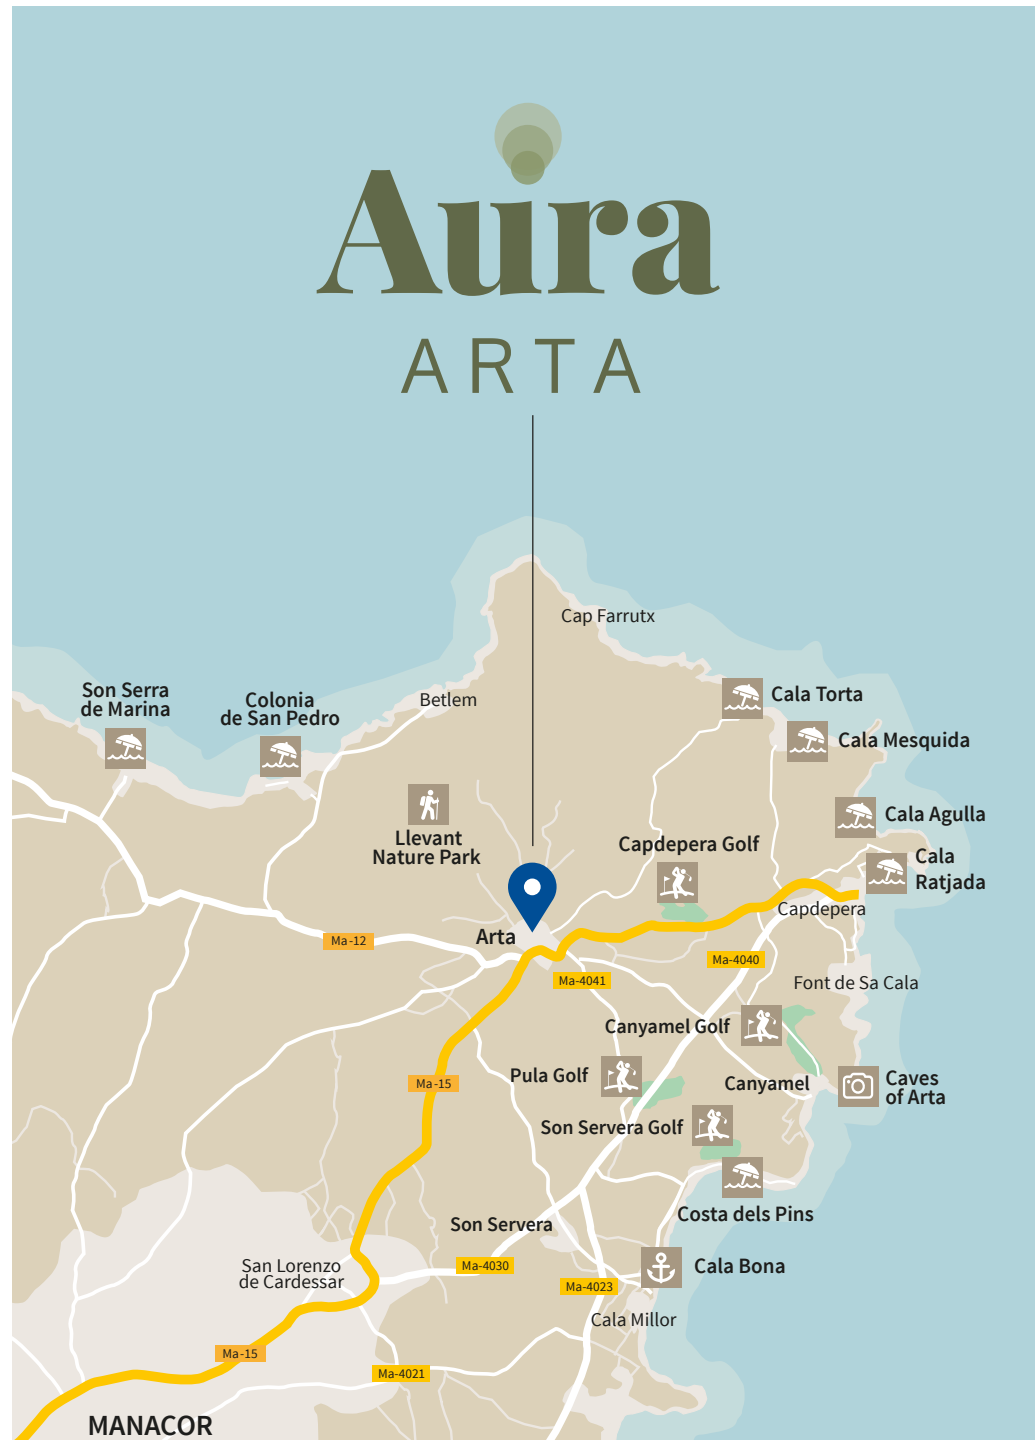 Aura
ARTA
Cap Farrutx
Son Serra
de Marina
Colonia
de San Pedro
Betlem
Cala Torta
Cala Mesquida
Llevant
Nature Park
Capdepera Golf
Cala Agulla
Cala
Ratjada
Capdepera
Arta
Ma-12
Ma-4041
Ma-4040
Font de Sa Cala
Canyamel Golf
Pula Golf
Ma-15
Canyamel
Caves
of Arta
Son Servera Golf
Costa dels Pins
Son Servera
San Lorenzo
de Cardessar
Ma-4030
Ma-4023
Cala Bona
Cala Millor
Ma-15
Ma-4021
MANACOR